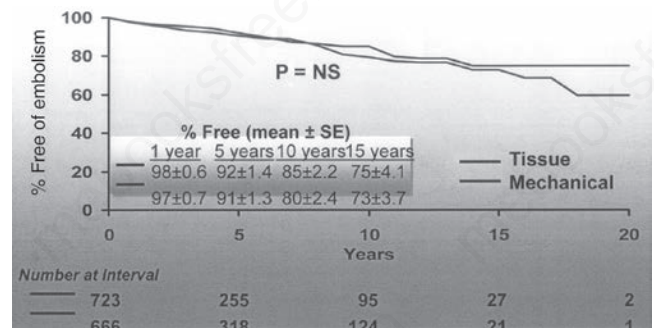 100
80
60
40
20
0
% Free of embolism
P = NS
% Free (mean ± SE)
1 year 5 years 10 years 15 years
98±0.6 92±1.4 85±2.2 75±4.1
97±0.7 91±1.3 80±2.4 73±3.7
Tissue
Mechanical
0 5 10 15 20
Years
Number at Interval
723 255 95 27 2
666 318 124 21 1